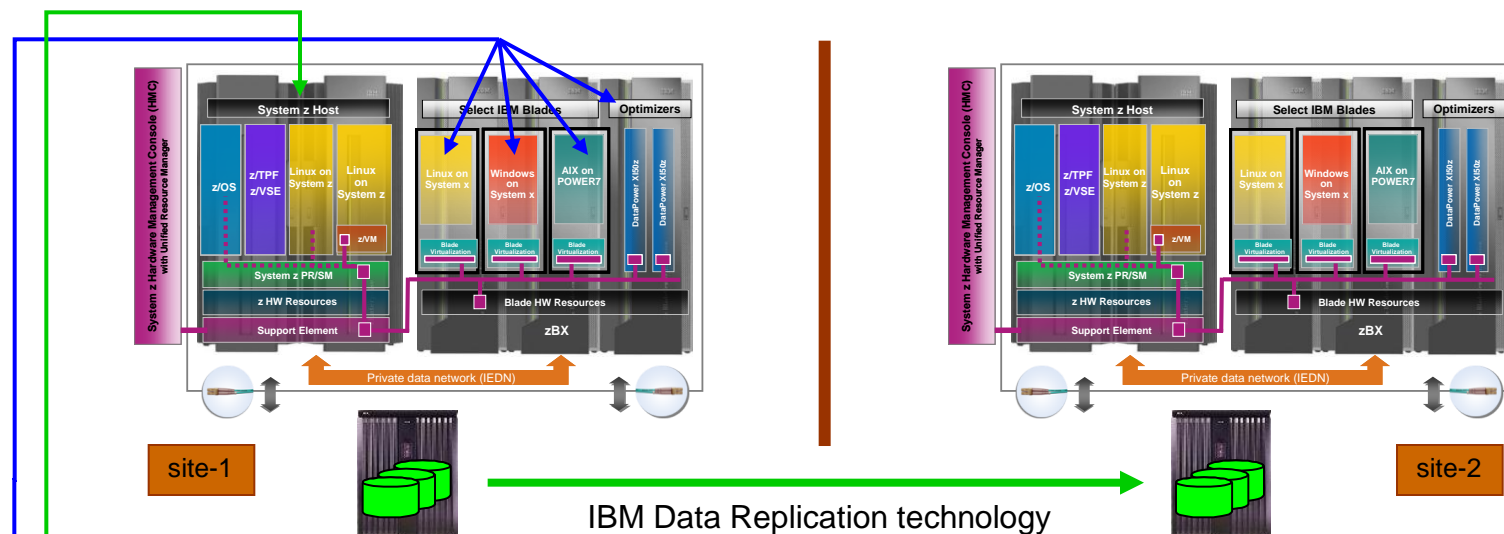 System z Hardware Management Console (HMC)
with Unified Resource Manager
System z Host
Select IBM Blades
Optimizers
z/OS
z/TPF
z/VSE
Linux on
System z
Linux
on
System z
z/VM
Linux on
System x
Windows
on
System x
AIX on
POWER7
Blade
Virtualization
Blade
Virtualization
Blade
Virtualization
DataPower XI50z
DataPower XI50z
System z PR/SM
z HW Resources
Support Element
Blade HW Resources
zBX
Private data network (IEDN)
site-1
System z Hardware Management Console (HMC)
with Unified Resource Manager
System z Host
Select IBM Blades
Optimizers
z/OS
z/TPF
z/VSE
Linux on
System z
Linux
on
System z
z/VM
Linux on
System x
Windows
on
System x
AIX on
POWER7
Blade
Virtualization
Blade
Virtualization
Blade
Virtualization
DataPower XI50z
DataPower XI50z
System z PR/SM
z HW Resources
Support Element
Blade HW Resources
zBX
Private data network (IEDN)
site-2
IBM Data Replication technology